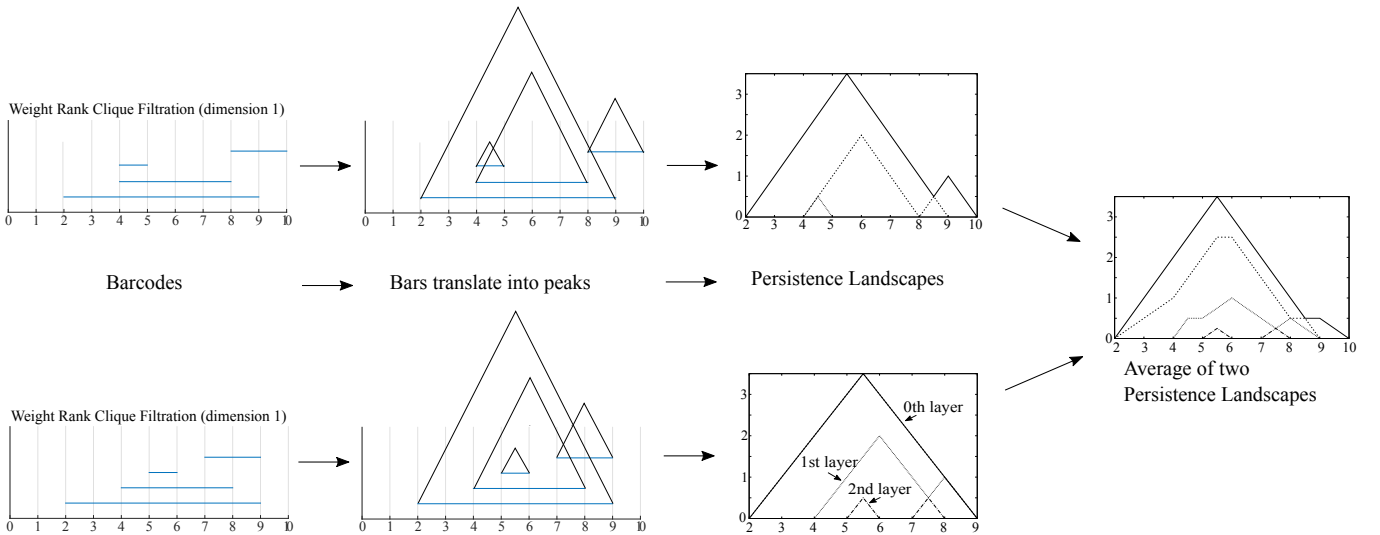 Weight Rank Clique Filtration (dimension 1)
0 1 2 3 4 5 6 7 8 9 10
0 1 2 3 4 5 6 7 8 9 10
3
2
1
0
2 3 4 5 6 7 8 9 10
Barcodes
Bars translate into peaks
Persistence Landscapes
3
2
1
0
2 3 4 5 6 7 8 9 10
Average of two
Persistence Landscapes
Weight Rank Clique Filtration (dimension 1)
0 1 2 3 4 5 6 7 8 9 10
0 1 2 3 4 5 6 7 8 9 10
3
2
1
0
0th layer
1st layer
2nd layer
2 3 4 5 6 7 8 9